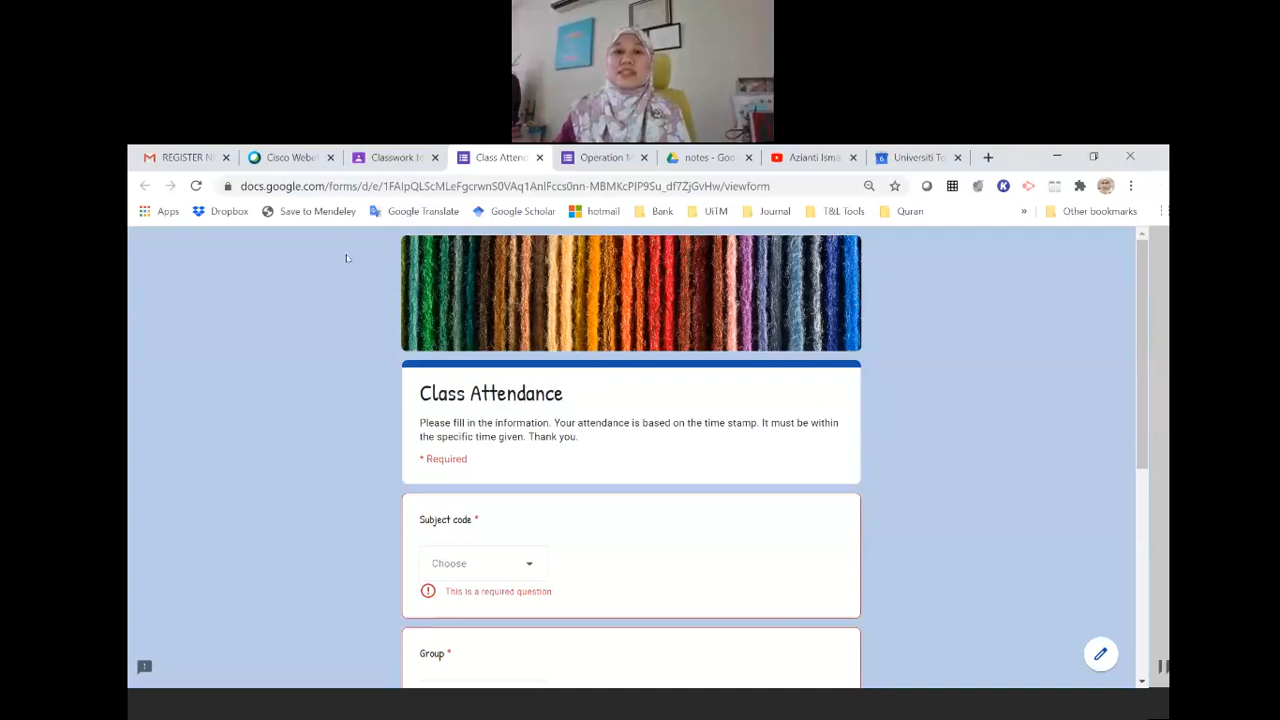 REGISTER N
Cisco Webe
Classwork
Class Atten
Operation M
notes - Goo
Azianti Isma
Universiti To
docs.google.com/forms/d/e/1FAIpQLScMLeFgcrwnS0VAq1AnIFccs0nn-MBMKcPIP9Su_df7ZjGvHw/viewform
Apps
Dropbox
Save to Mendeley
Google Translate
Google Scholar
hotmail
Bank
UiTM
Journal
T&L Tools
Quran
»
Other bookmarks
Class Attendance
Please fill in the information. Your attendance is based on the time stamp. It must be within
the specific time given. Thank you.
* Required
Subject code *
Choose
This is a required question
Group *